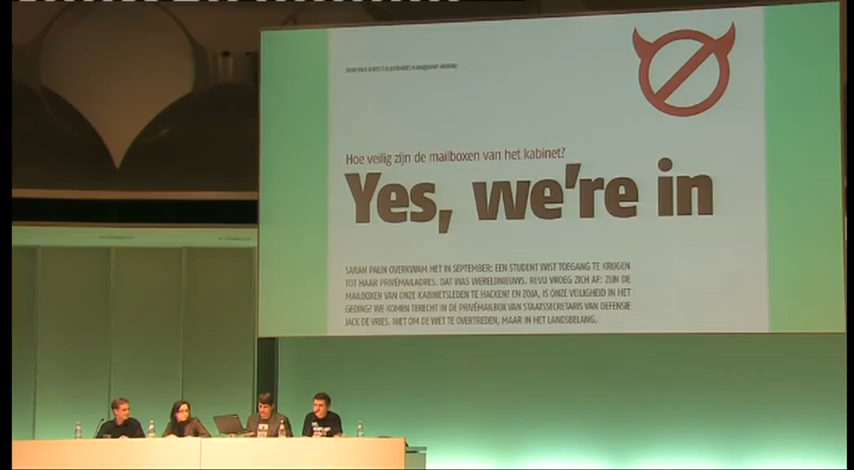 Hoe veilig zijn de mailboxen van het kabinet?
Yes, we're in
SARAH PALIN OVERKWAM HET IN SEPTEMBER: EEN STUDENT WIST TOEGANG TE KRIJGEN
TOT HAAR PRIVÉMAILADRES. DAT WAS WERELDNIEUWS. REVU VROEG ZICH AF: ZIJN DE
MAILBOXEN VAN ONZE KABINETSLEDEN TE HACKEN? EN ZO JA, IS ONZE VEILIGHEID IN HET
GEDING? WE KOMEN TERECHT IN DE PRIVÉMAILBOX VAN STAATSSECRETARIS VAN DEFENSIE
JACK DE VRIES. NIET OM DE WET TE OVERTREDEN, MAAR IN HET LANDSBELANG.